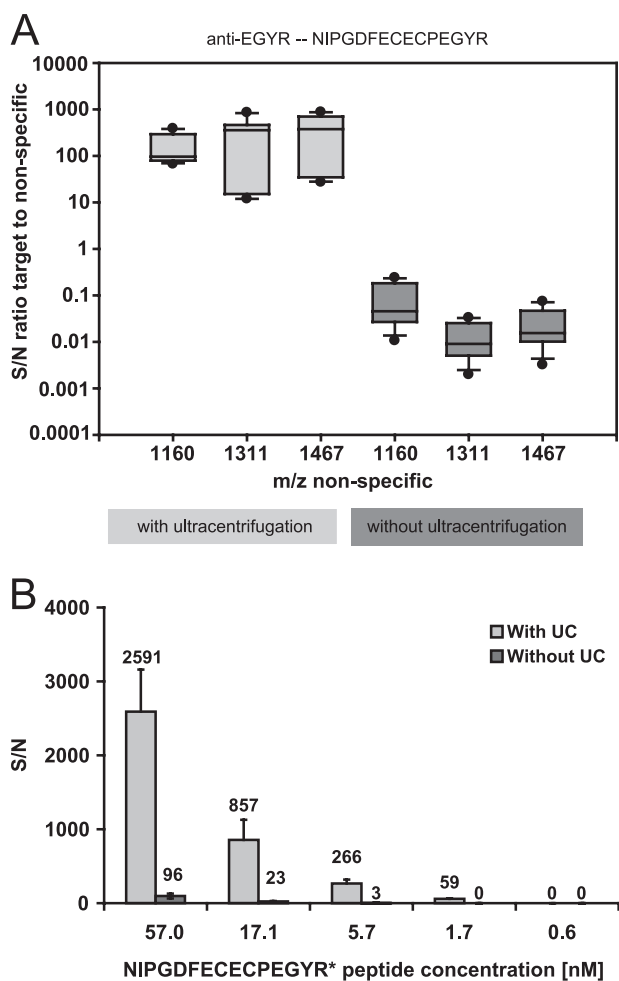 A
anti-EGYR -- NIPGDFECECPEGYR
S/N ratio target to non-specific
10000
1000
100
10
1
0.1
0.01
0.001
0.0001
1160 1311 1467 1160 1311 1467
m/z non-specific
with ultracentrifugation without ultracentrifugation
B
S/N
4000
3000
2000
1000
0
With UC
Without UC
2591
96
857
23
266
3
59
0
0 0
57.0 17.1 5.7 1.7 0.6
NIPGDFECECPEGYR* peptide concentration [nM]